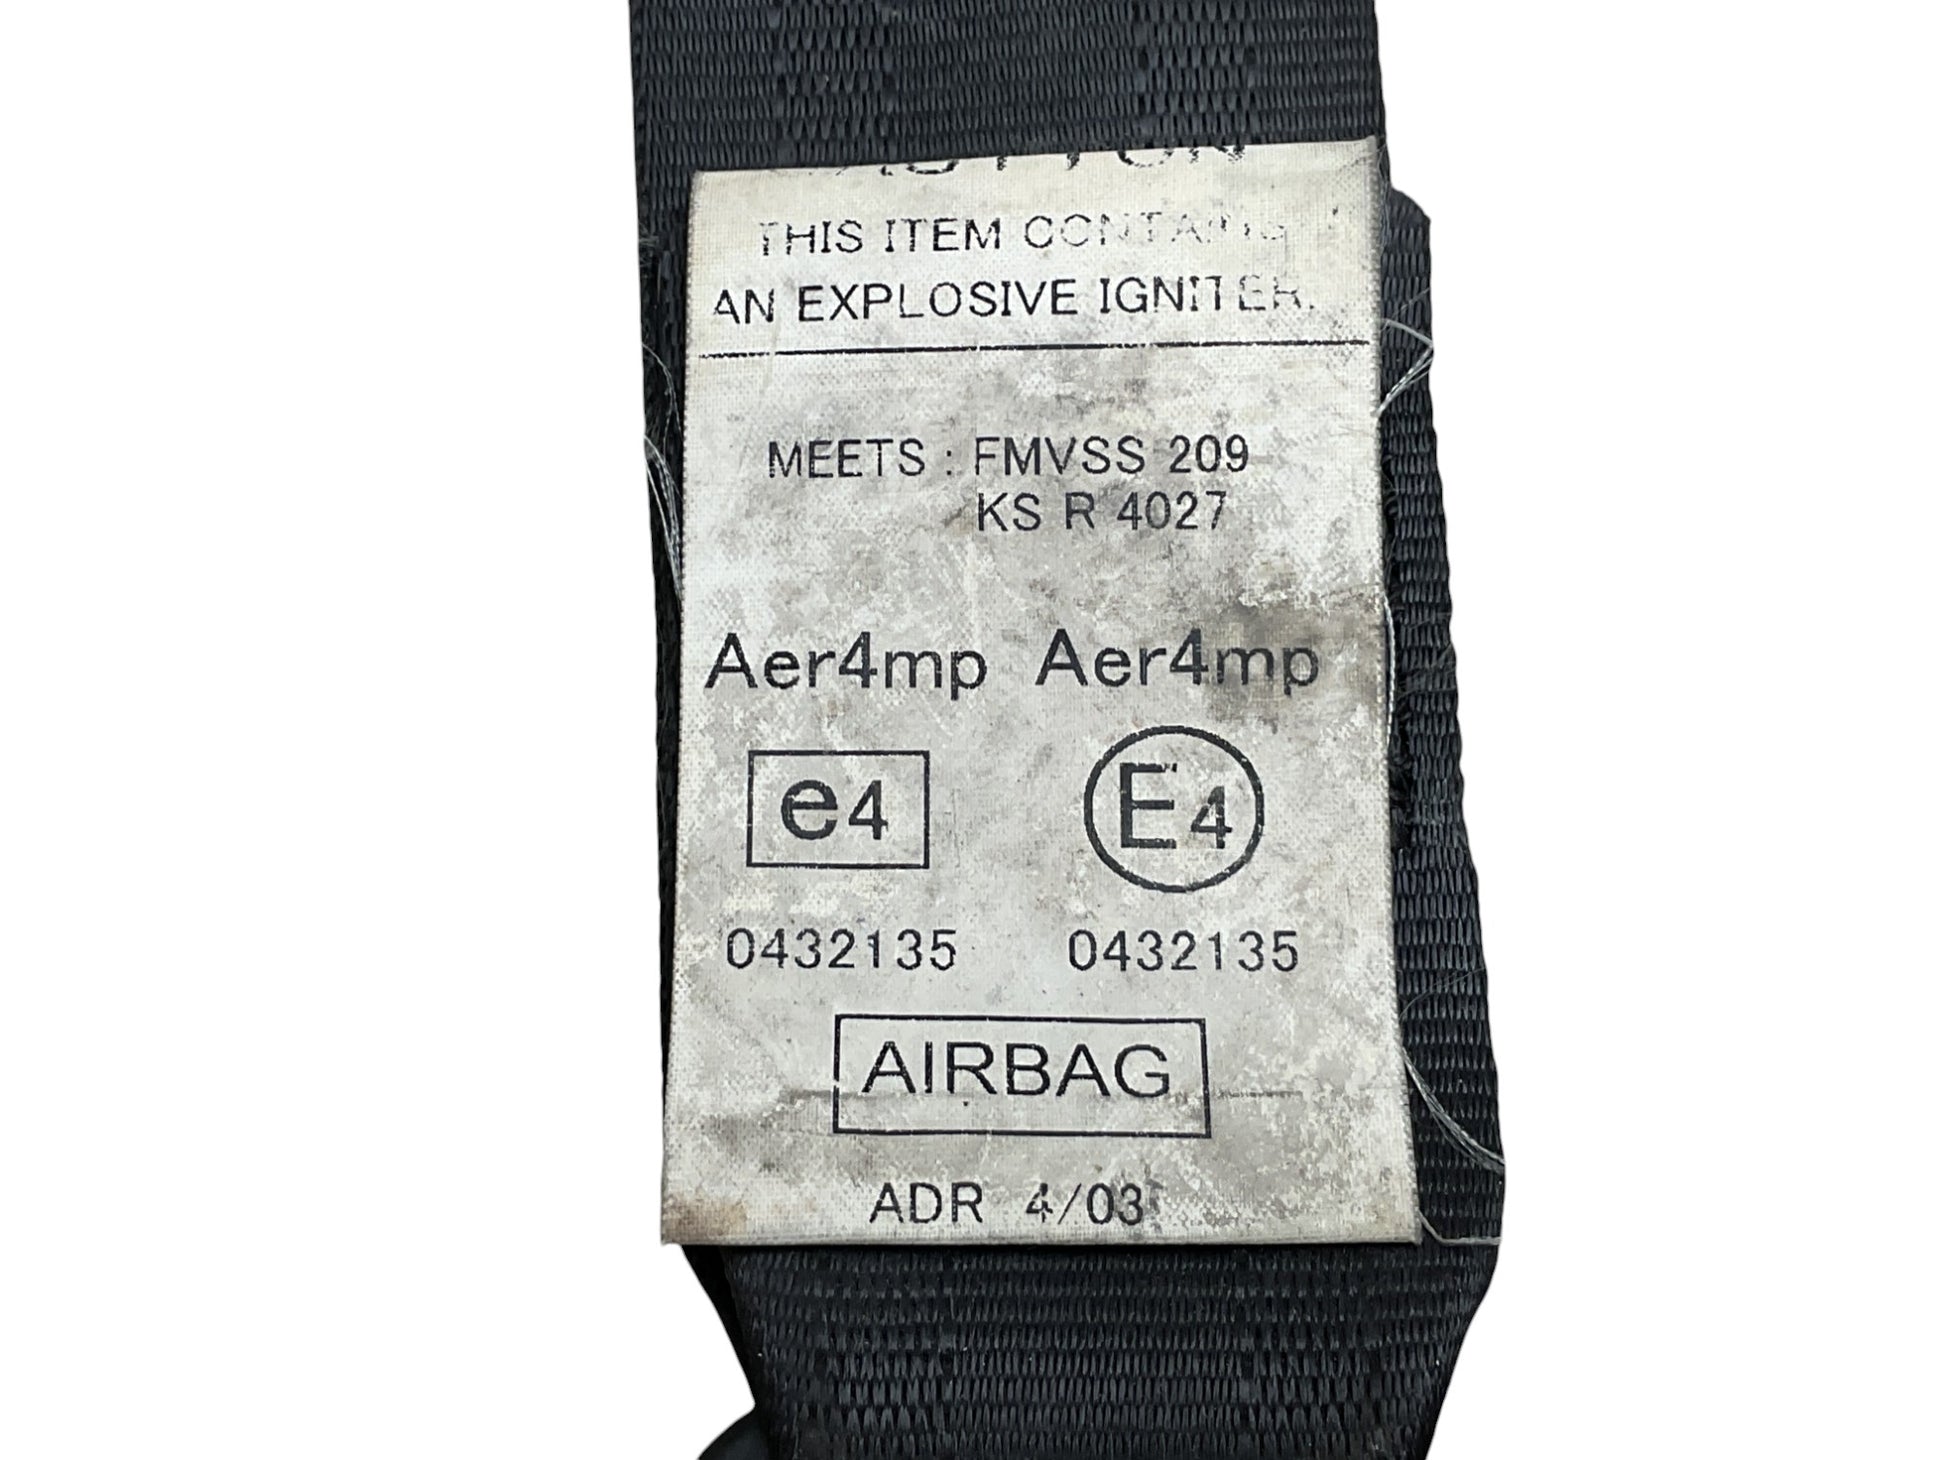 CAUTION
THIS ITEM CONTAINS
AN EXPLOSIVE IGNITER.
MEETS : FMVSS 209
KS R 4027
Aer4mp Aer4mp
e4 E4
0432135 0432135
AIRBAG
ADR 4/03